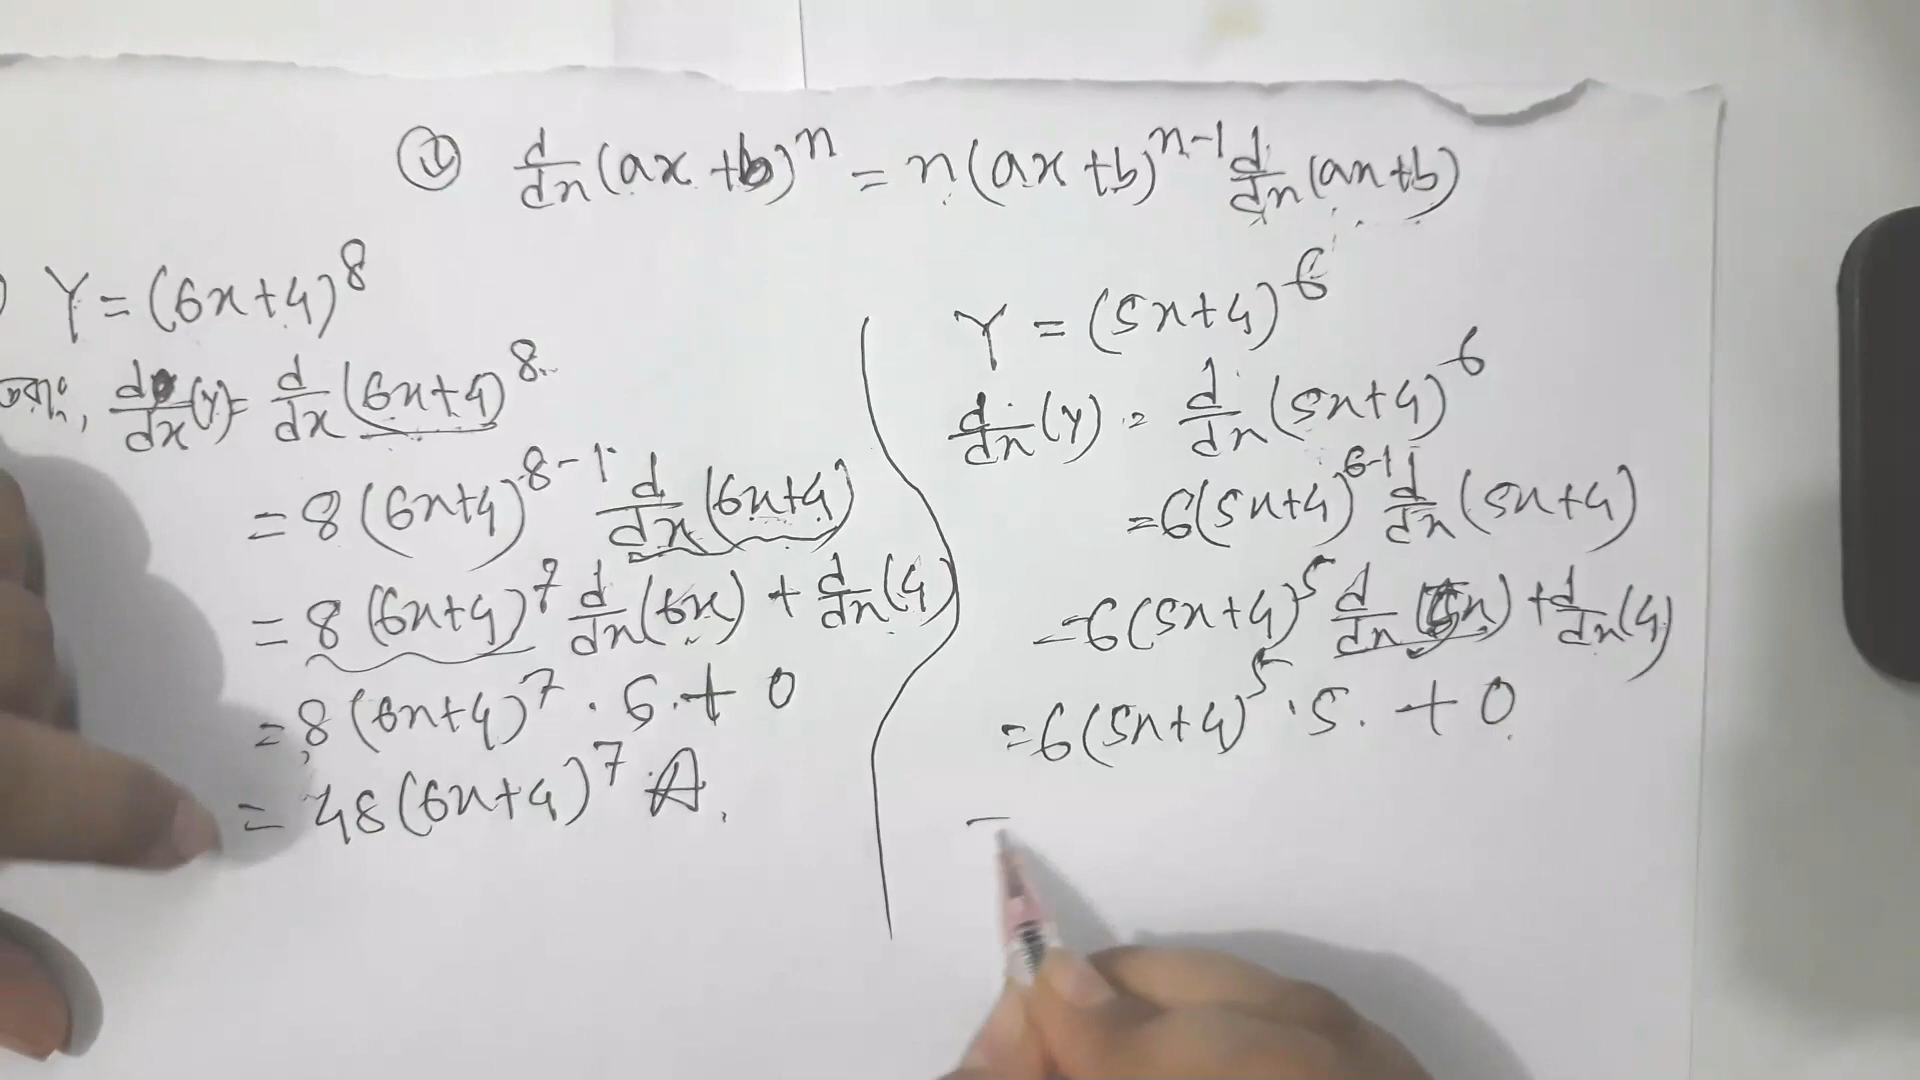 ① d/dx (ax+b)^n = n(ax+b)^{n-1} d/dx (ax+b)
Y = (6x+4)^8
d/dx (Y) = d/dx (6x+4)^8
= 8(6x+4)^{8-1} d/dx (6x+4)
= 8(6x+4)^7 d/dx (6x) + d/dx (4)
= 8(6x+4)^7 . 6 . + 0
= 48(6x+4)^7 A.
Y = (5x+4)^6
d/dx (Y) = d/dx (5x+4)^6
= 6(5x+4)^{6-1} d/dx (5x+4)
= 6(5x+4)^5 d/dx (5x) + d/dx (4)
= 6(5x+4)^5 . 5 . + 0